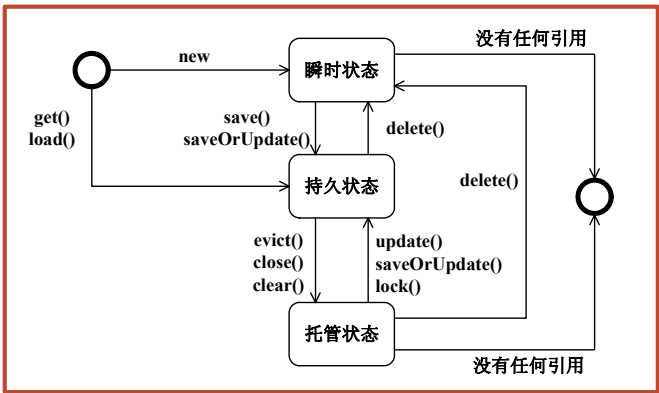 没有任何引用
new
瞬时状态
get()
load()
save()
saveOrUpdate()
delete()
持久状态
delete()
evict()
close()
clear()
update()
saveOrUpdate()
lock()
托管状态
没有任何引用